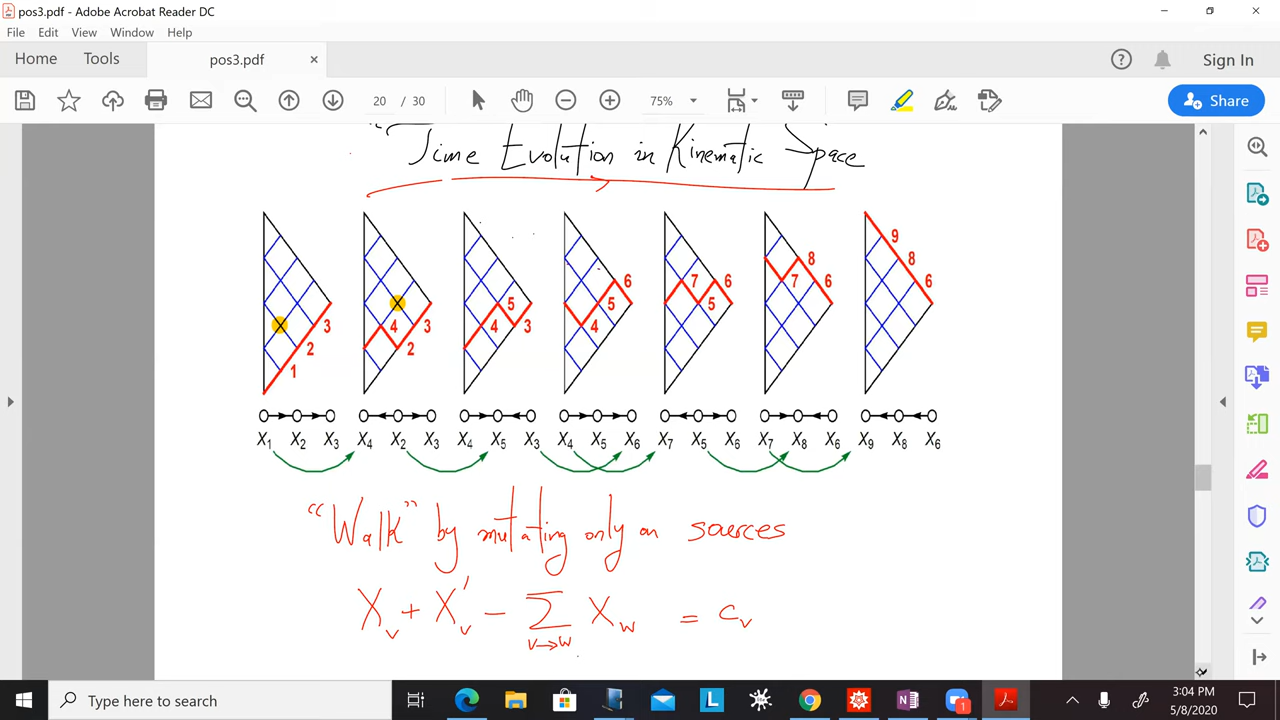 pos3.pdf - Adobe Acrobat Reader DC
File Edit View Window Help
Home Tools pos3.pdf × ? Sign In
20 / 30 75% Share
"Time Evolution in Kinematic Space
9
8 8
6 7 6 7 6
5 5 5
3 4 3 4 3 4
2 2
1
X X
X1 X2 X3 X4 X2 X3 X4 X5 X3 X4 X5 X6 X7 X5 X6 X7 X8 X6 X9 X8 X6
"Walk" by mutating only on sources
X_v + X'_v − ∑_{v→w} X_w = c_v
Type here to search
L
1
3:04 PM
5/8/2020